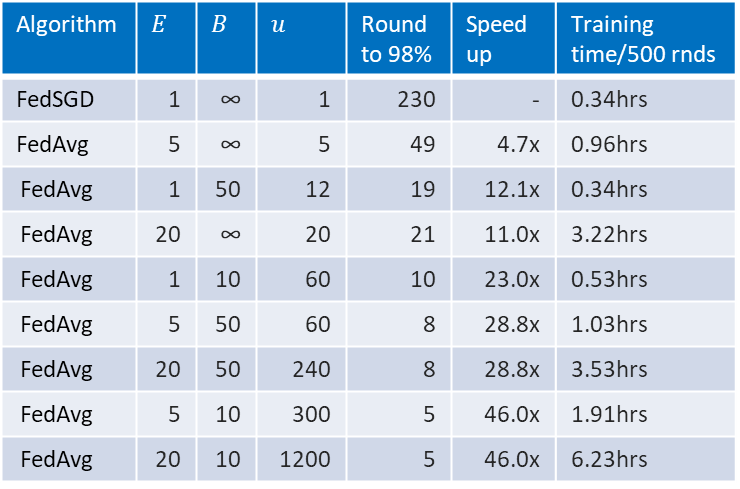 Algorithm E B u Round to 98% Speed up Training time/500 rnds
FedSGD 1 ∞ 1 230 - 0.34hrs
FedAvg 5 ∞ 5 49 4.7x 0.96hrs
FedAvg 1 50 12 19 12.1x 0.34hrs
FedAvg 20 ∞ 20 21 11.0x 3.22hrs
FedAvg 1 10 60 10 23.0x 0.53hrs
FedAvg 5 50 60 8 28.8x 1.03hrs
FedAvg 20 50 240 8 28.8x 3.53hrs
FedAvg 5 10 300 5 46.0x 1.91hrs
FedAvg 20 10 1200 5 46.0x 6.23hrs